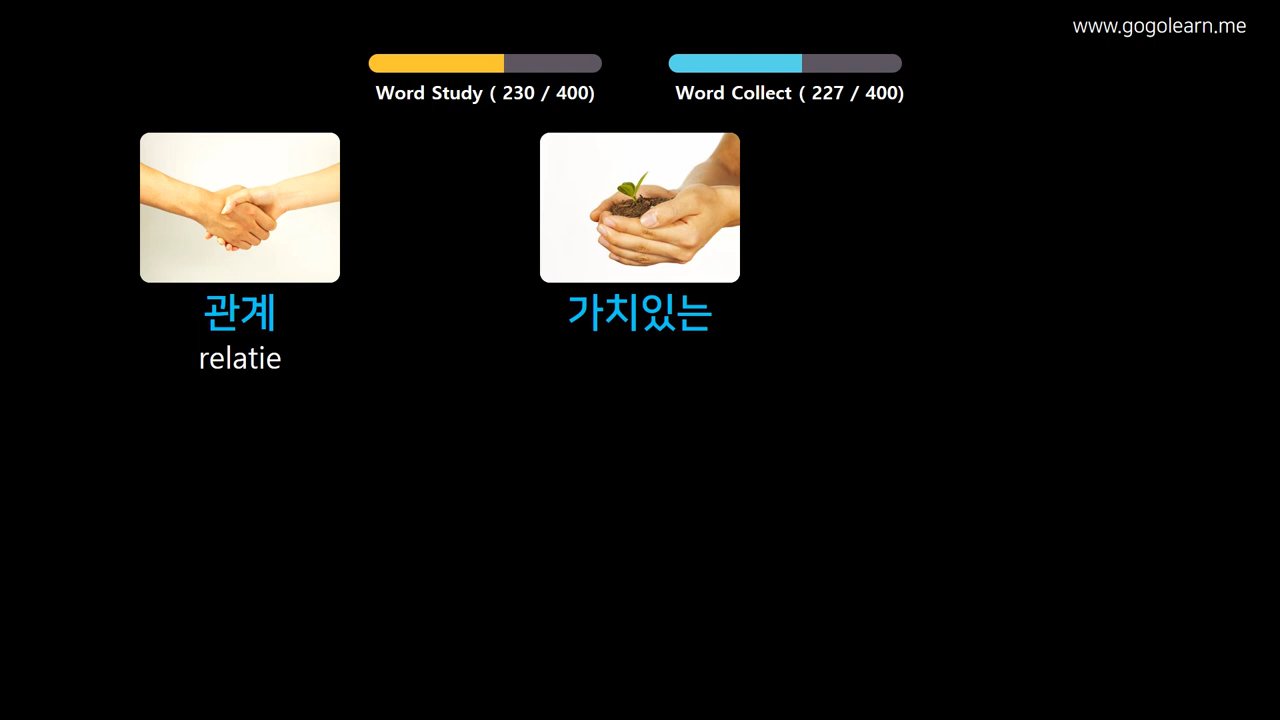 www.gogolearn.me
Word Study ( 230 / 400)
Word Collect ( 227 / 400)
관계
relatie
가치있는